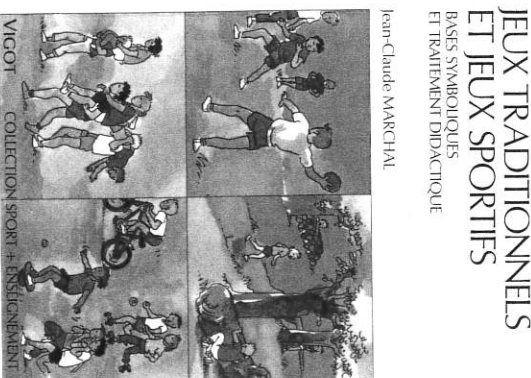 JEUX TRADITIONNELS
ET JEUX SPORTIFS
BASES SYMBOLIQUES
ET TRAITEMENT DIDACTIQUE
Jean-Claude MARCHAL
VIGOT COLLECTION SPORT + ENSEIGNEMENT